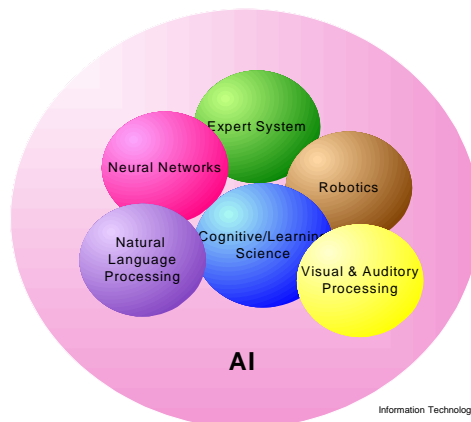 Expert System
Neural Networks
Robotics
Natural
Language
Processing
Cognitive/Learning
Science
Visual & Auditory
Processing
AI
Information Technolog